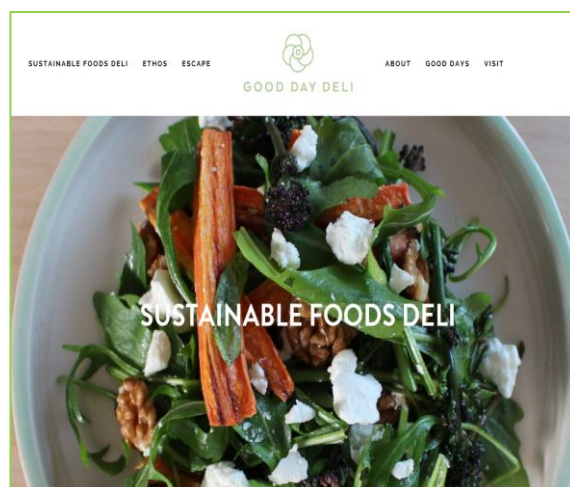 SUSTAINABLE FOODS DELI ETHOS ESCAPE ABOUT GOOD DAYS VISIT
GOOD DAY DELI
SUSTAINABLE FOODS DELI